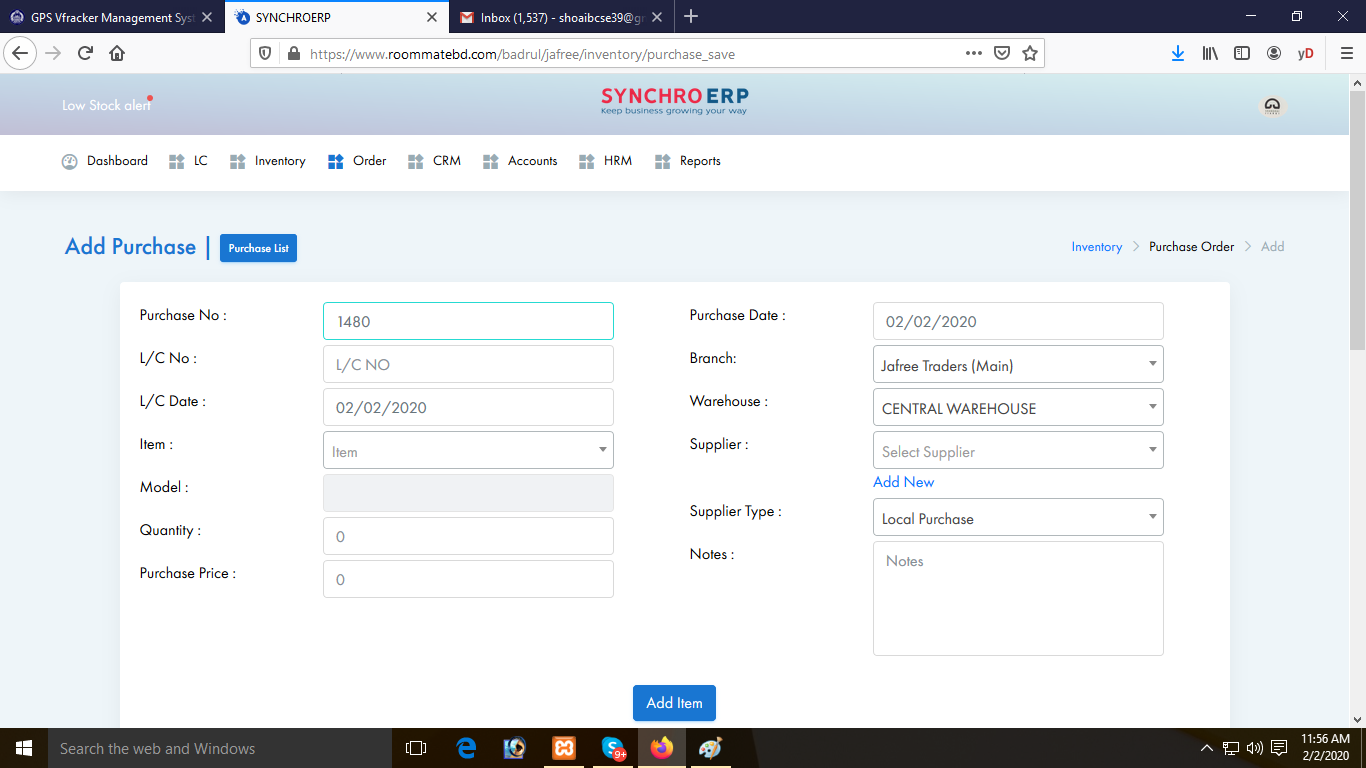 GPS Vfracker Management Sys
SYNCHROERP
Inbox (1,537) - shoaibcse39@g
https://www.roommatebd.com/badrul/jafree/inventory/purchase_save
yD
Low Stock alert
SYNCHRO ERP
Keep business growing your way
Dashboard LC Inventory Order CRM Accounts HRM Reports
Add Purchase | Purchase List
Inventory > Purchase Order > Add
Purchase No : 1480
Purchase Date : 02/02/2020
L/C No : L/C NO
Branch: Jafree Traders (Main)
L/C Date : 02/02/2020
Warehouse : CENTRAL WAREHOUSE
Item : Item
Supplier : Select Supplier
Add New
Model :
Supplier Type : Local Purchase
Quantity : 0
Notes : Notes
Purchase Price : 0
Add Item
Search the web and Windows
9+
11:56 AM
2/2/2020